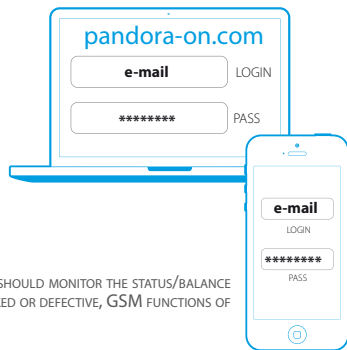 pandora-on.com
e-mail LOGIN
******** PASS
e-mail
LOGIN
********
PASS
SHOULD MONITOR THE STATUS/BALANCE
OR DEFECTIVE, GSM FUNCTIONS OF